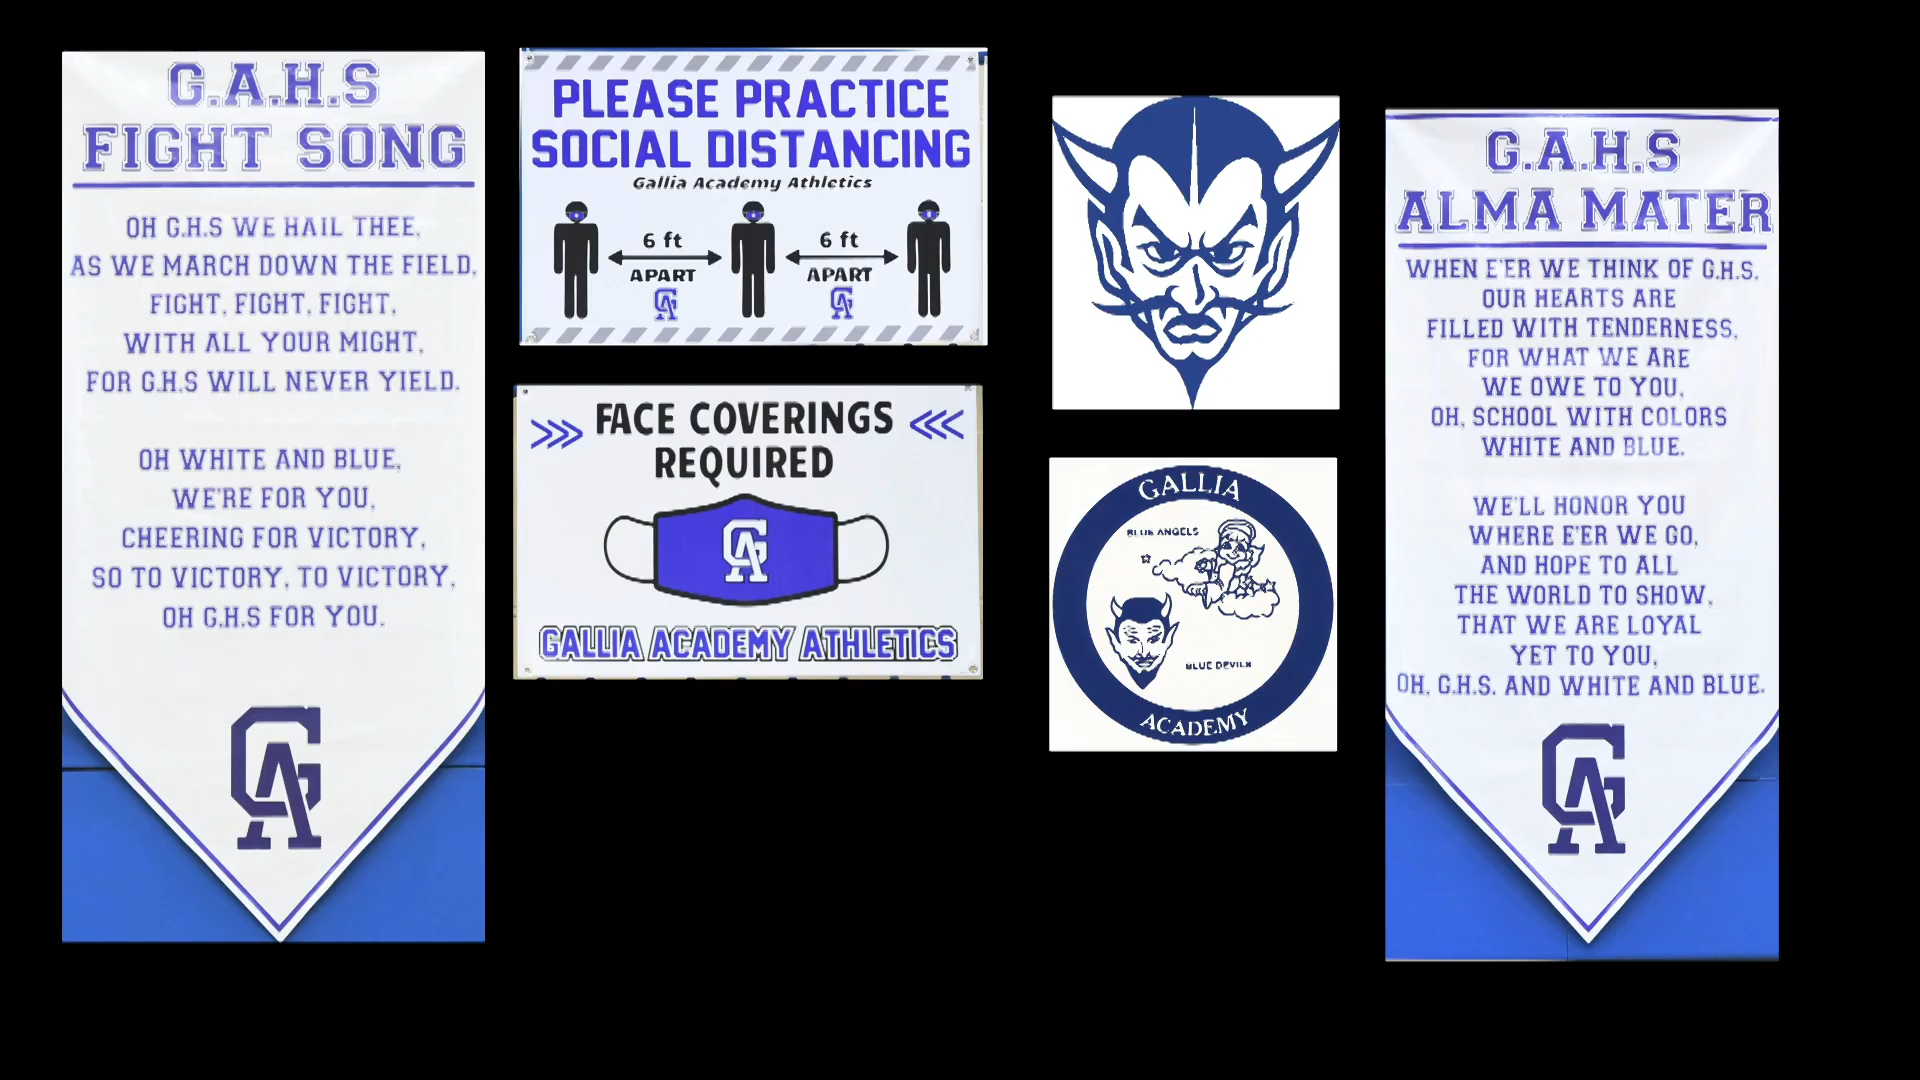 G.A.H.S
FIGHT SONG
OH G.H.S WE HAIL THEE,
AS WE MARCH DOWN THE FIELD,
FIGHT, FIGHT, FIGHT,
WITH ALL YOUR MIGHT,
FOR G.H.S WILL NEVER YIELD.
OH WHITE AND BLUE,
WE'RE FOR YOU,
CHEERING FOR VICTORY,
SO TO VICTORY, TO VICTORY,
OH G.H.S FOR YOU.
GA
PLEASE PRACTICE
SOCIAL DISTANCING
Gallia Academy Athletics
6 ft 6 ft
APART APART
GA GA
FACE COVERINGS
REQUIRED
GA
GALLIA ACADEMY ATHLETICS
GALLIA
BLUE ANGELS
BLUE DEVILS
ACADEMY
G.A.H.S
ALMA MATER
WHEN E'ER WE THINK OF G.H.S.
OUR HEARTS ARE
FILLED WITH TENDERNESS,
FOR WHAT WE ARE
WE OWE TO YOU,
OH, SCHOOL WITH COLORS
WHITE AND BLUE.
WE'LL HONOR YOU
WHERE E'ER WE GO,
AND HOPE TO ALL
THE WORLD TO SHOW,
THAT WE ARE LOYAL
YET TO YOU,
OH, G.H.S. AND WHITE AND BLUE.
GA